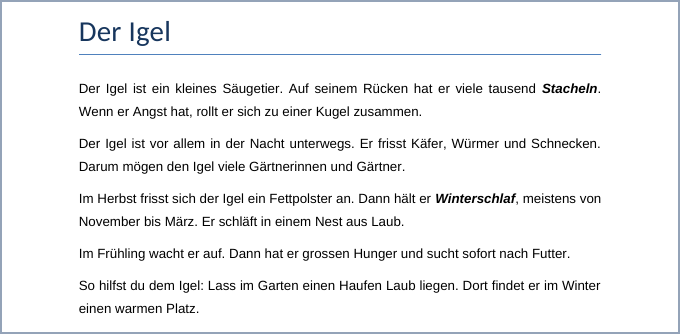 Der Igel
Der Igel ist ein kleines Säugetier. Auf seinem Rücken hat er viele tausend Stacheln.
Wenn er Angst hat, rollt er sich zu einer Kugel zusammen.
Der Igel ist vor allem in der Nacht unterwegs. Er frisst Käfer, Würmer und Schnecken.
Darum mögen den Igel viele Gärtnerinnen und Gärtner.
Im Herbst frisst sich der Igel ein Fettpolster an. Dann hält er Winterschlaf, meistens von
November bis März. Er schläft in einem Nest aus Laub.
Im Frühling wacht er auf. Dann hat er grossen Hunger und sucht sofort nach Futter.
So hilfst du dem Igel: Lass im Garten einen Haufen Laub liegen. Dort findet er im Winter
einen warmen Platz.